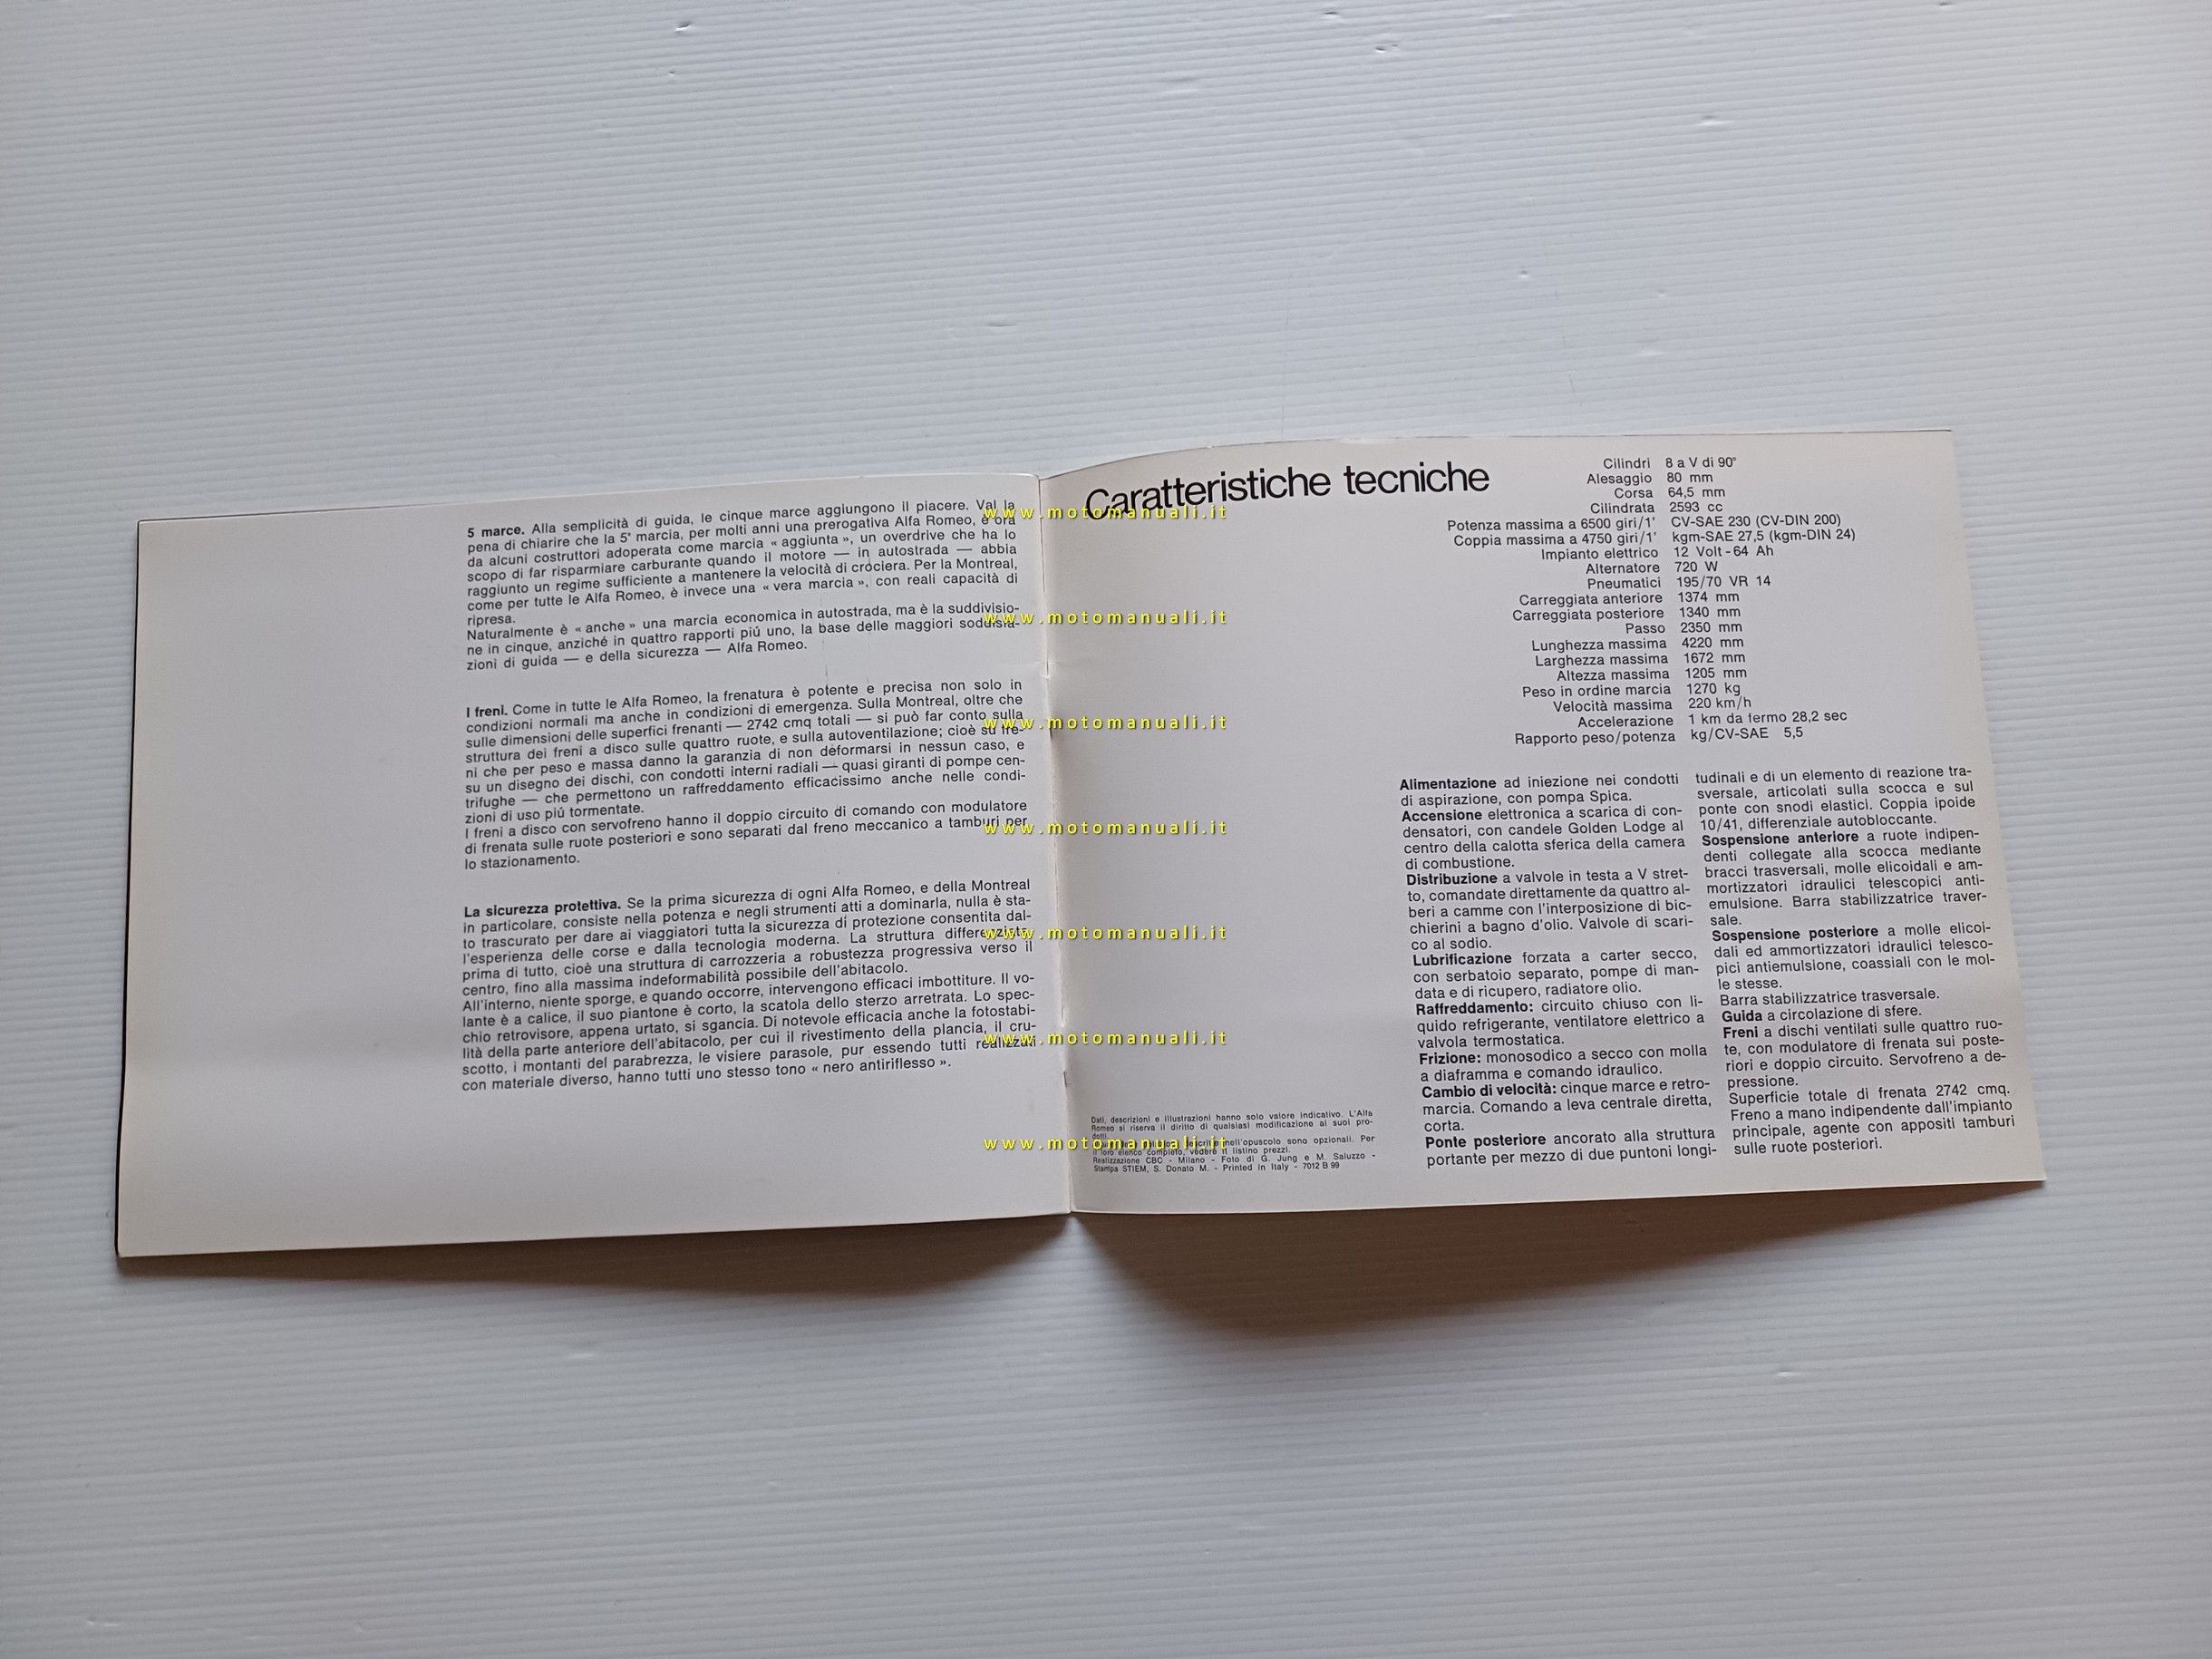 5 marce. Alla semplicità di guida, le cinque marce aggiungono il piacere. Val la
pena di chiarire che la 5ª marcia, per molti anni una prerogativa Alfa Romeo, è ora
da alcuni costruttori adoperata come marcia « aggiunta », un overdrive che ha lo
scopo di far risparmiare carburante quando il motore — in autostrada — abbia
raggiunto un regime sufficiente a mantenere la velocità di crociera. Per la Montreal,
come per tutte le Alfa Romeo, è invece una « vera marcia », con reali capacità di
ripresa.
Naturalmente è « anche » una marcia economica in autostrada, ma è la suddivisio-
ne in cinque, anziché in quattro rapporti piú uno, la base delle maggiori soddisfa-
zioni di guida — e della sicurezza — Alfa Romeo.
I freni. Come in tutte le Alfa Romeo, la frenatura è potente e precisa non solo in
condizioni normali ma anche in condizioni di emergenza. Sulla Montreal, oltre che
sulle dimensioni delle superfici frenanti — 2742 cmq totali — si può far conto sulla
struttura dei freni a disco sulle quattro ruote, e sulla autoventilazione; cioè su fre-
ni che per peso e massa danno la garanzia di non deformarsi in nessun caso, e
su un disegno dei dischi, con condotti interni radiali — quasi giranti di pompe cen-
trifughe — che permettono un raffreddamento efficacissimo anche nelle condi-
zioni di uso piú tormentate.
I freni a disco con servofreno hanno il doppio circuito di comando con modulatore
di frenata sulle ruote posteriori e sono separati dal freno meccanico a tamburi per
lo stazionamento.
La sicurezza protettiva. Se la prima sicurezza di ogni Alfa Romeo, e della Montreal
in particolare, consiste nella potenza e negli strumenti atti a dominarla, nulla è sta-
to trascurato per dare ai viaggiatori tutta la sicurezza di protezione consentita dal-
l'esperienza delle corse e dalla tecnologia moderna. La struttura differenziata,
prima di tutto, cioè una struttura di carrozzeria a robustezza progressiva verso il
centro, fino alla massima indeformabilità possibile dell'abitacolo.
All'interno, niente sporge, e quando occorre, intervengono efficaci imbottiture. Il vo-
lante è a calice, il suo piantone è corto, la scatola dello sterzo arretrata. Lo spec-
chio retrovisore, appena urtato, si sgancia. Di notevole efficacia anche la fotostabi-
lità della parte anteriore dell'abitacolo, per cui il rivestimento della plancia, il cru-
scotto, i montanti del parabrezza, le visiere parasole, pur essendo tutti realizzati
con materiale diverso, hanno tutti uno stesso tono « nero antiriflesso ».
www.motomanuali.it
www.motomanuali.it
www.motomanuali.it
www.motomanuali.it
www.motomanuali.it
www.motomanuali.it
www.motomanuali.it
Caratteristiche tecniche
Cilindri 8 a V di 90°
Alesaggio 80 mm
Corsa 64,5 mm
Cilindrata 2593 cc
Potenza massima a 6500 giri/1' CV-SAE 230 (CV-DIN 200)
Coppia massima a 4750 giri/1' kgm-SAE 27,5 (kgm-DIN 24)
Impianto elettrico 12 Volt-64 Ah
Alternatore 720 W
Pneumatici 195/70 VR 14
Carreggiata anteriore 1374 mm
Carreggiata posteriore 1340 mm
Passo 2350 mm
Lunghezza massima 4220 mm
Larghezza massima 1672 mm
Altezza massima 1205 mm
Peso in ordine marcia 1270 kg
Velocità massima 220 km/h
Accelerazione 1 km da fermo 28,2 sec
Rapporto peso/potenza kg/CV-SAE 5,5
Alimentazione ad iniezione nei condotti
di aspirazione, con pompa Spica.
Accensione elettronica a scarica di con-
densatori, con candele Golden Lodge al
centro della calotta sferica della camera
di combustione.
Distribuzione a valvole in testa a V stret-
to, comandate direttamente da quattro al-
beri a camme con l'interposizione di bic-
chierini a bagno d'olio. Valvole di scari-
co al sodio.
Lubrificazione forzata a carter secco,
con serbatoio separato, pompe di man-
data e di ricupero, radiatore olio.
Raffreddamento: circuito chiuso con li-
quido refrigerante, ventilatore elettrico a
valvola termostatica.
Frizione: monosodico a secco con molla
a diaframma e comando idraulico.
Cambio di velocità: cinque marce e retro-
marcia. Comando a leva centrale diretta,
corta.
Ponte posteriore ancorato alla struttura
portante per mezzo di due puntoni longi-
tudinali e di un elemento di reazione tra-
sversale, articolati sulla scocca e sul
ponte con snodi elastici. Coppia ipoide
10/41, differenziale autobloccante.
Sospensione anteriore a ruote indipen-
denti collegate alla scocca mediante
bracci trasversali, molle elicoidali e am-
mortizzatori idraulici telescopici anti-
emulsione. Barra stabilizzatrice traver-
sale.
Sospensione posteriore a molle elicoi-
dali ed ammortizzatori idraulici telesco-
pici antiemulsione, coassiali con le mol-
le stesse.
Barra stabilizzatrice trasversale.
Guida a circolazione di sfere.
Freni a dischi ventilati sulle quattro ruo-
te, con modulatore di frenata sui poste-
riori e doppio circuito. Servofreno a de-
pressione.
Superficie totale di frenata 2742 cmq.
Freno a mano indipendente dall'impianto
principale, agente con appositi tamburi
sulle ruote posteriori.
Dati, descrizioni e illustrazioni hanno solo valore indicativo. L'Alfa
Romeo si riserva il diritto di qualsiasi modificazione ai suoi pro-
dotti.
nell'opuscolo sono opzionali. Per
il loro elenco completo, vedere il listino prezzi.
Realizzazione CBC - Milano - Foto di G. Jung e M. Saluzzo -
Stampa STIEM, S. Donato M. - Printed in Italy - 7012 B 99